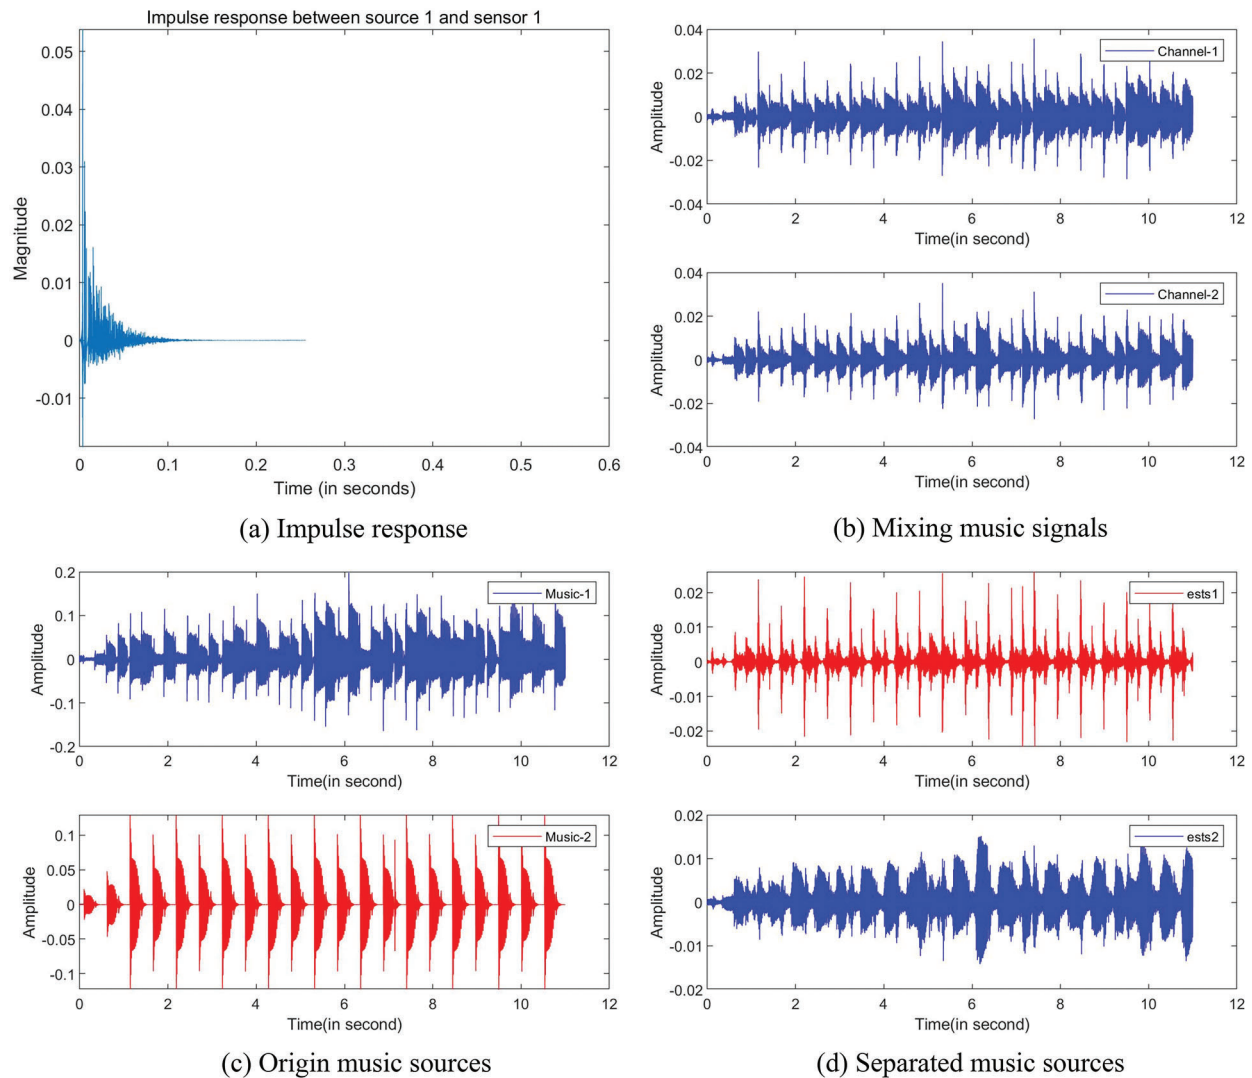 Impulse response between source 1 and sensor 1
0.05
0.04
0.03
0.02
0.01
0
-0.01
Magnitude
0 0.1 0.2 0.3 0.4 0.5 0.6
Time (in seconds)
(a) Impulse response
0.04
0.02
0
-0.02
-0.04
Amplitude
Channel-1
0 2 4 6 8 10 12
Time(in second)
0.04
0.02
0
-0.02
-0.04
Amplitude
Channel-2
0 2 4 6 8 10 12
Time(in second)
(b) Mixing music signals
0.2
0.1
0
-0.1
-0.2
Amplitude
Music-1
0 2 4 6 8 10 12
Time(in second)
0.1
0.05
0
-0.05
-0.1
Amplitude
Music-2
0 2 4 6 8 10 12
Time(in second)
(c) Origin music sources
0.02
0.01
0
-0.01
-0.02
Amplitude
ests1
0 2 4 6 8 10 12
Time(in second)
0.02
0.01
0
-0.01
-0.02
Amplitude
ests2
0 2 4 6 8 10 12
Time(in second)
(d) Separated music sources